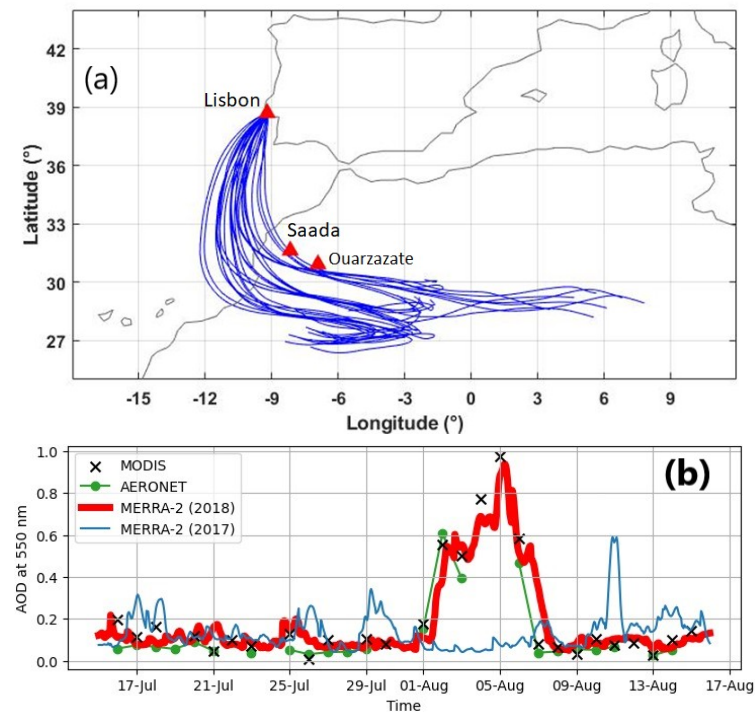 (a)
42
39
36
33
30
27
Latitude (°)
Lisbon
Saada
Ouarzazate
-15 -12 -9 -6 -3 0 3 6 9
Longitude (°)
(b)
MODIS
AERONET
MERRA-2 (2018)
MERRA-2 (2017)
1.0
0.8
0.6
0.4
0.2
0.0
AOD at 550 nm
17-Jul 21-Jul 25-Jul 29-Jul 01-Aug 05-Aug 09-Aug 13-Aug 17-Aug
Time